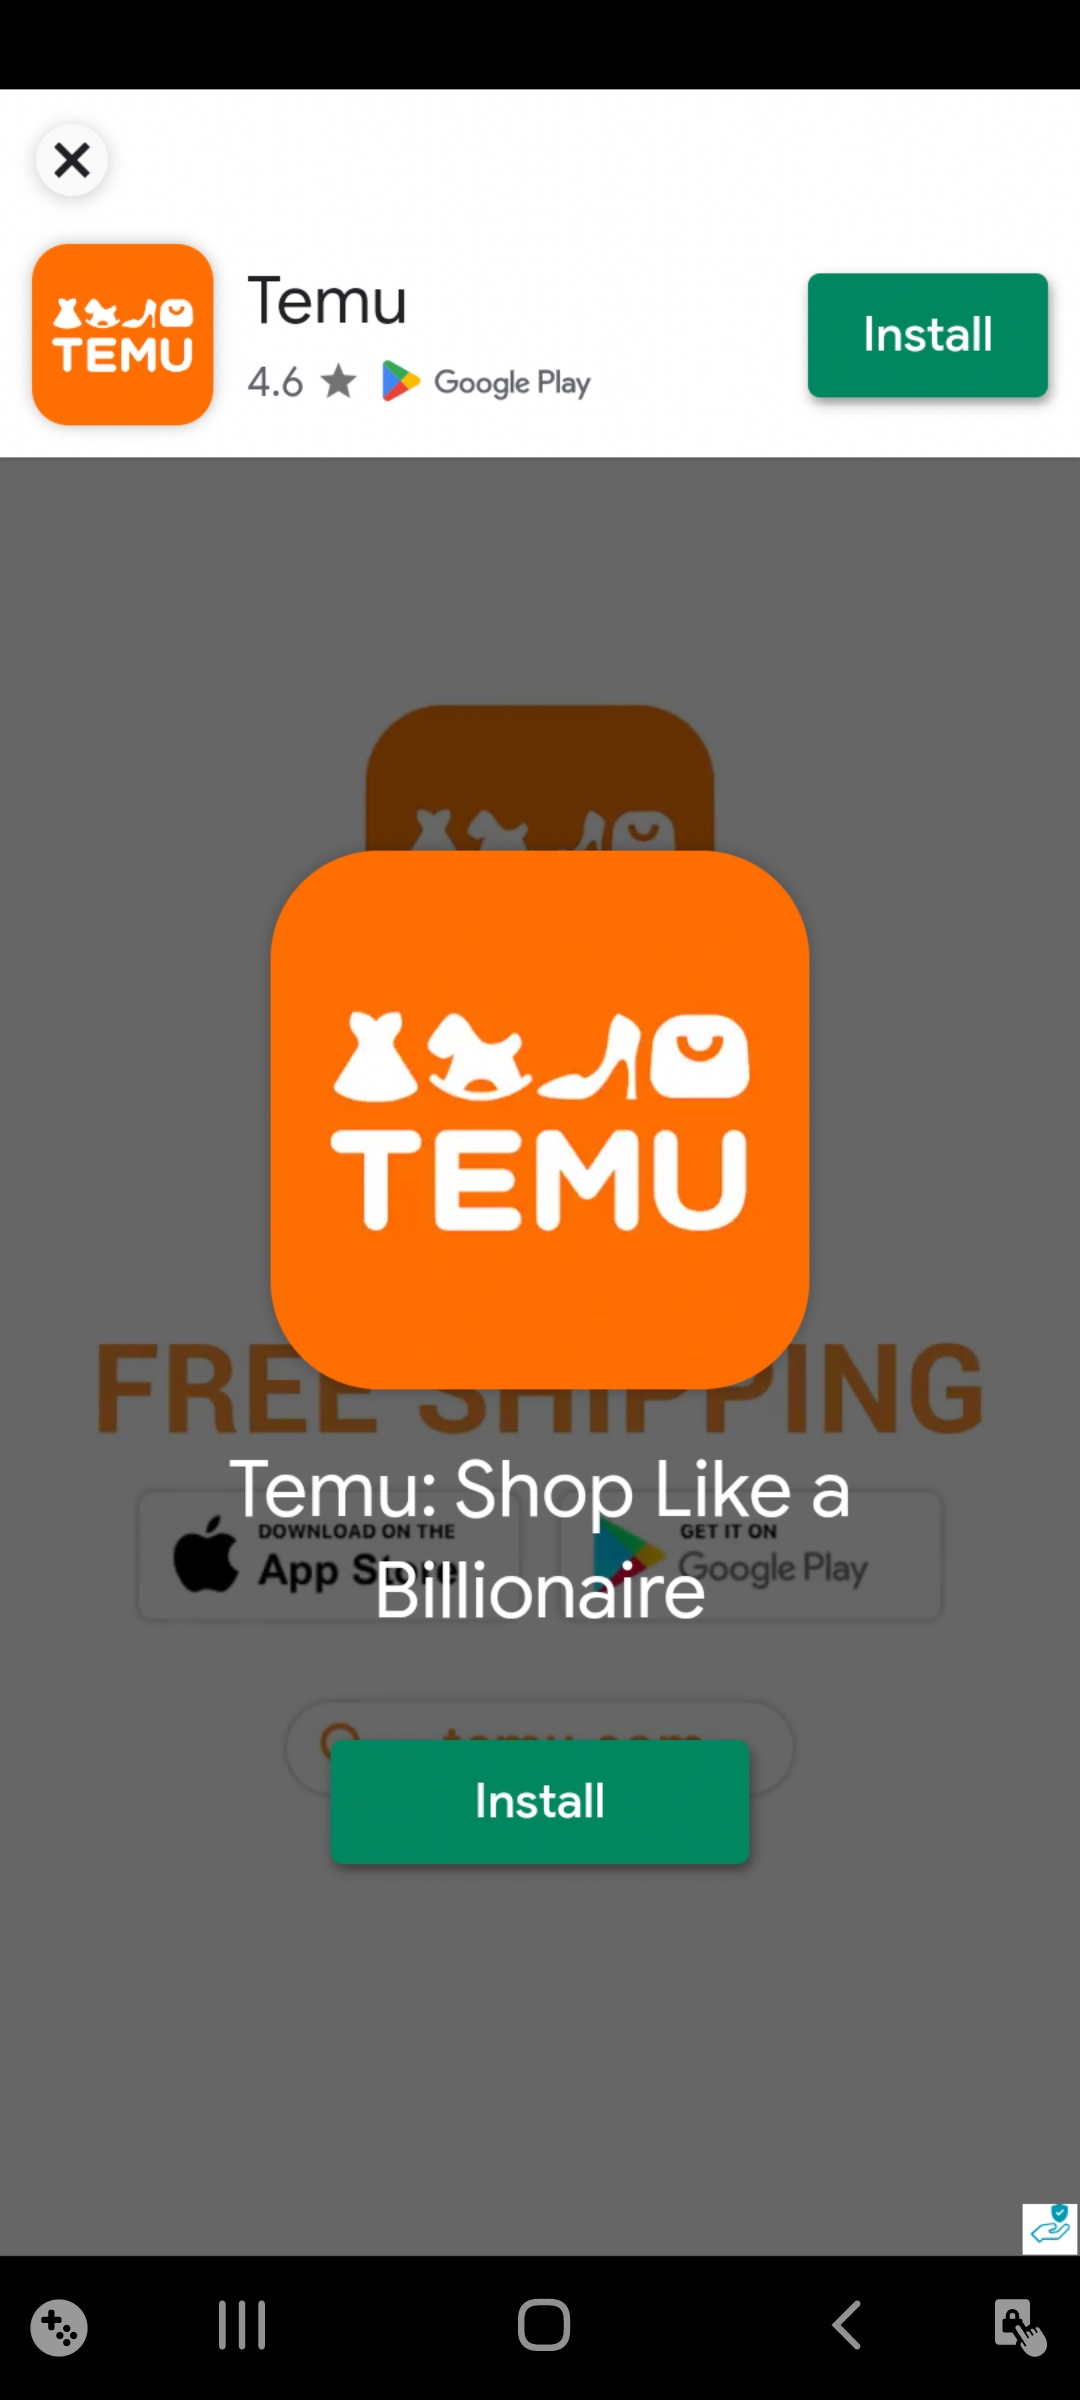 TEMU
Temu
4.6 ★ Google Play
Install
TEMU
FREE SHIPPING
Temu: Shop Like a
Billionaire
DOWNLOAD ON THE
App Store
GET IT ON
Google Play
temu.com
Install